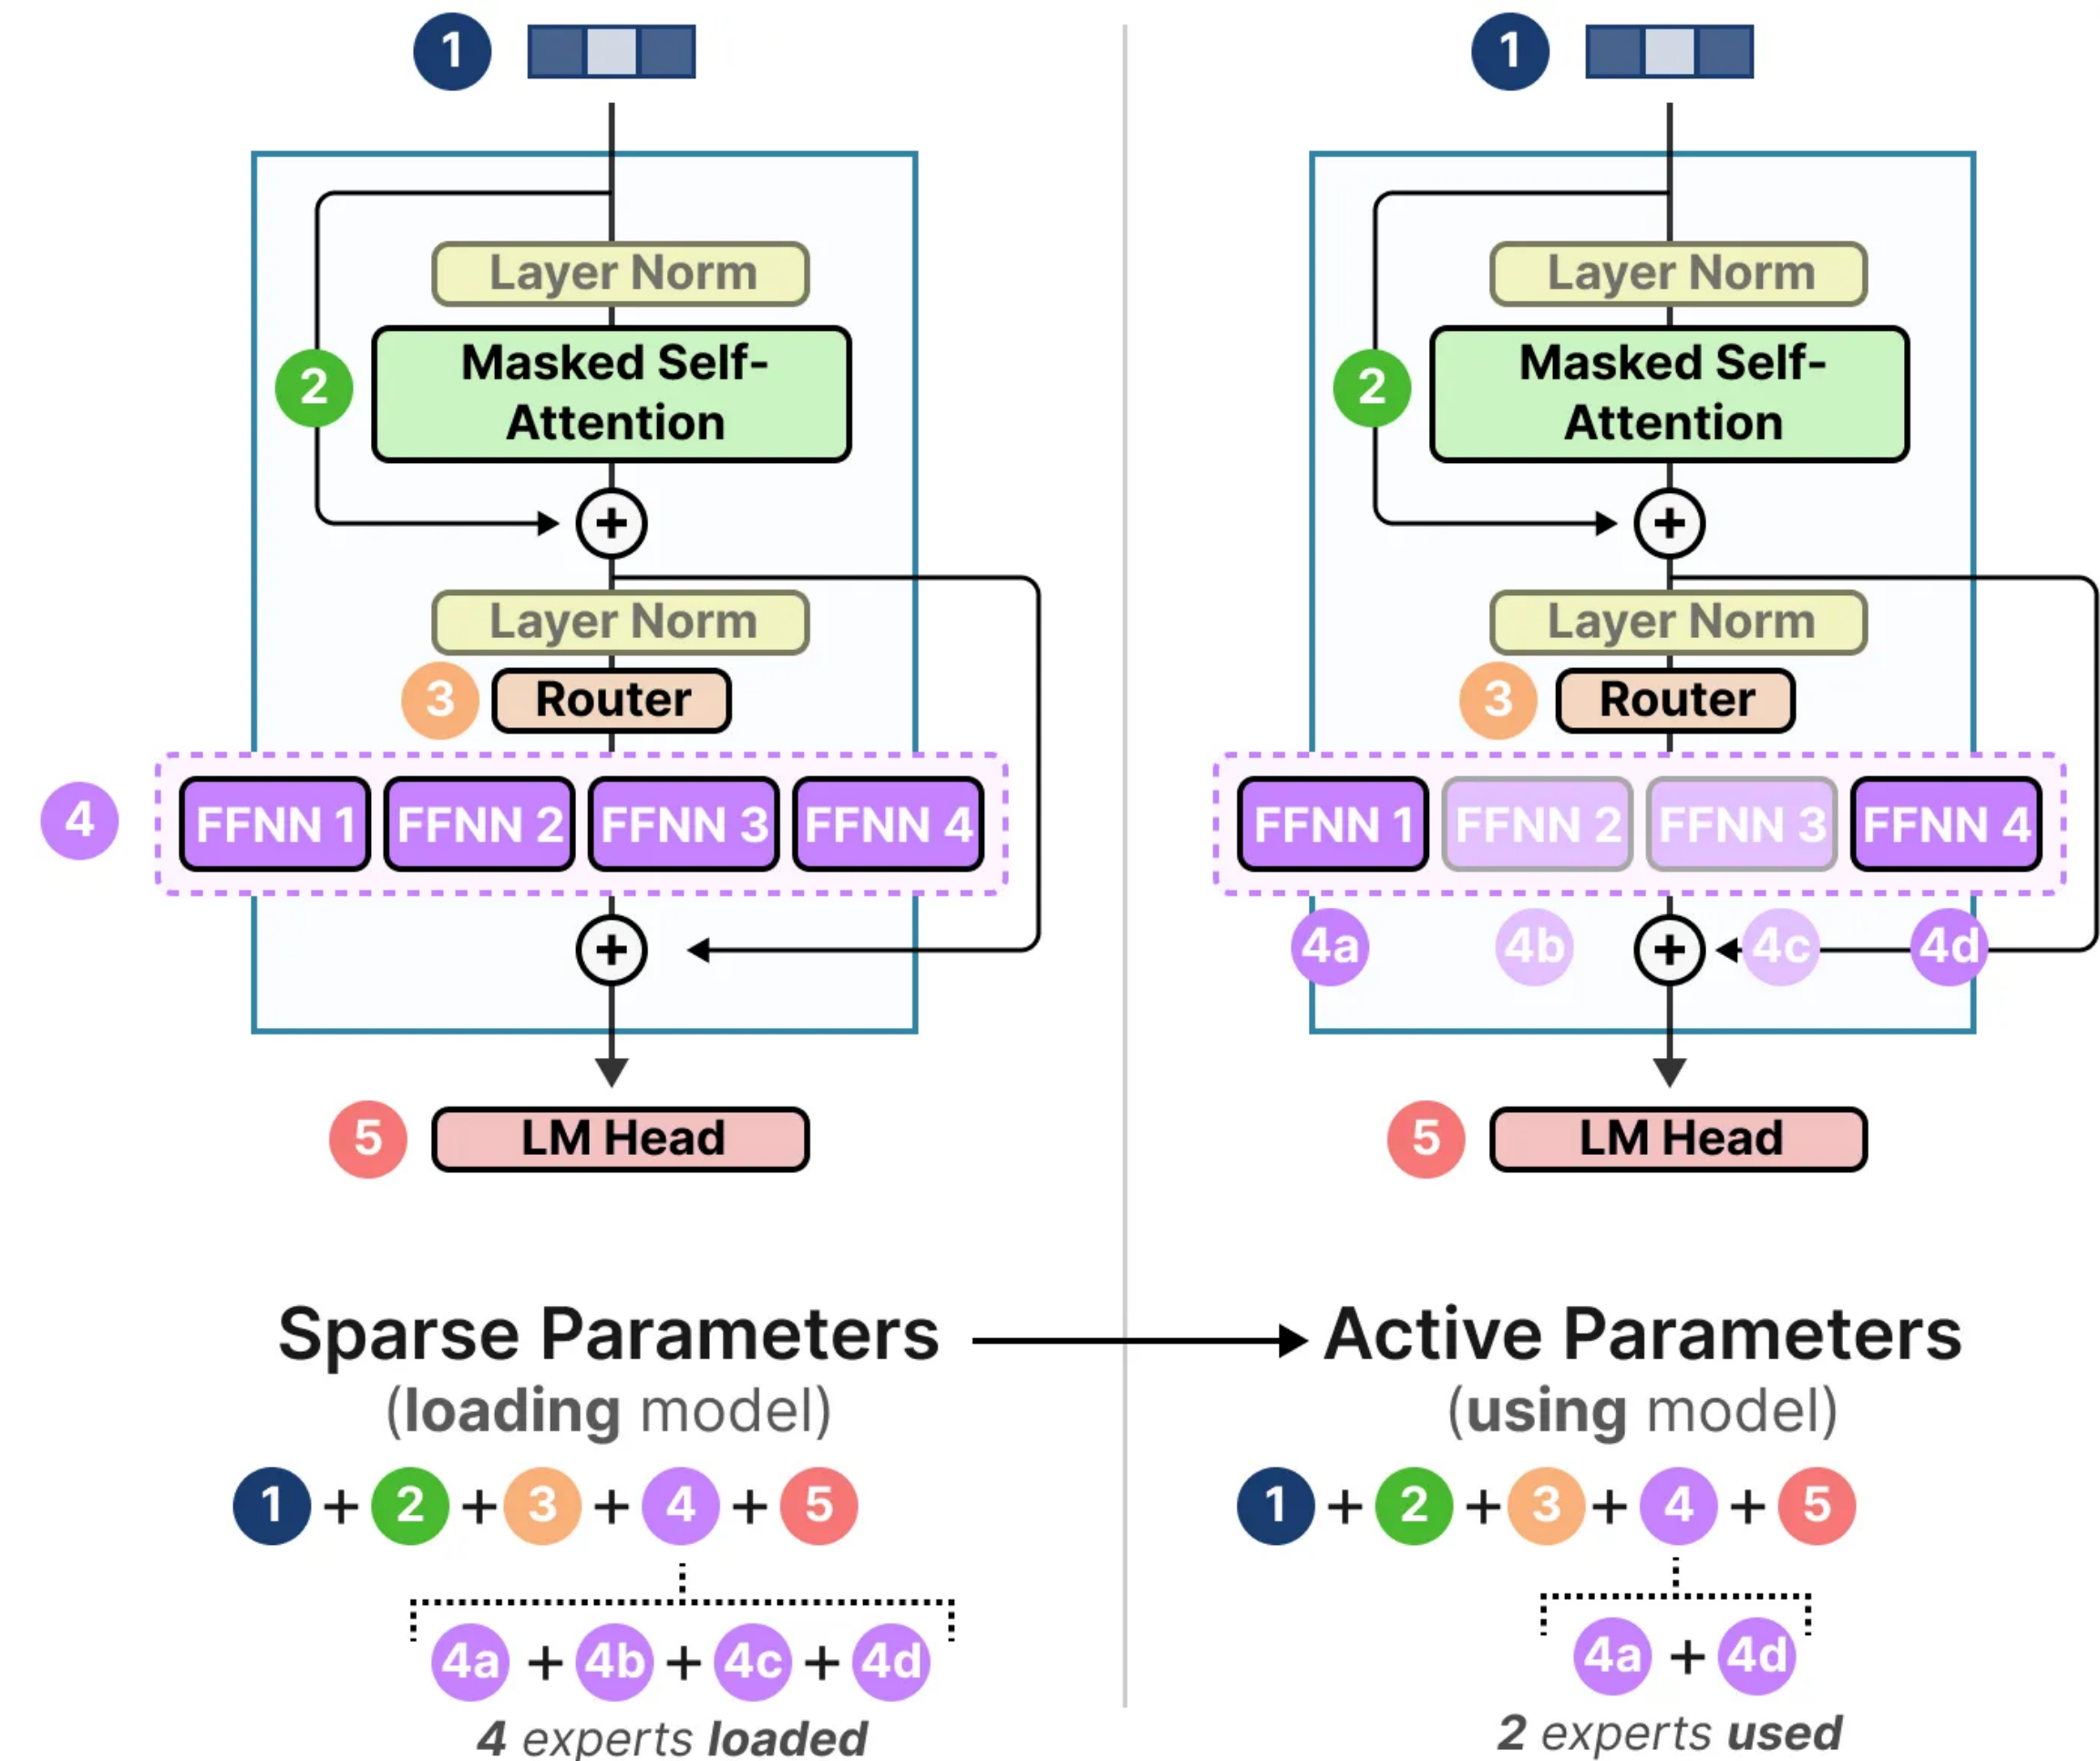 1
Layer Norm
2
Masked Self-
Attention
+
Layer Norm
3
Router
4
FFNN 1
FFNN 2
FFNN 3
FFNN 4
+
5
LM Head
Sparse Parameters
(loading model)
1 + 2 + 3 + 4 + 5
4a + 4b + 4c + 4d
4 experts loaded
1
Layer Norm
2
Masked Self-
Attention
+
Layer Norm
3
Router
FFNN 1
FFNN 2
FFNN 3
FFNN 4
4a
4b
+
4c
4d
5
LM Head
Active Parameters
(using model)
1 + 2 + 3 + 4 + 5
4a + 4d
2 experts used